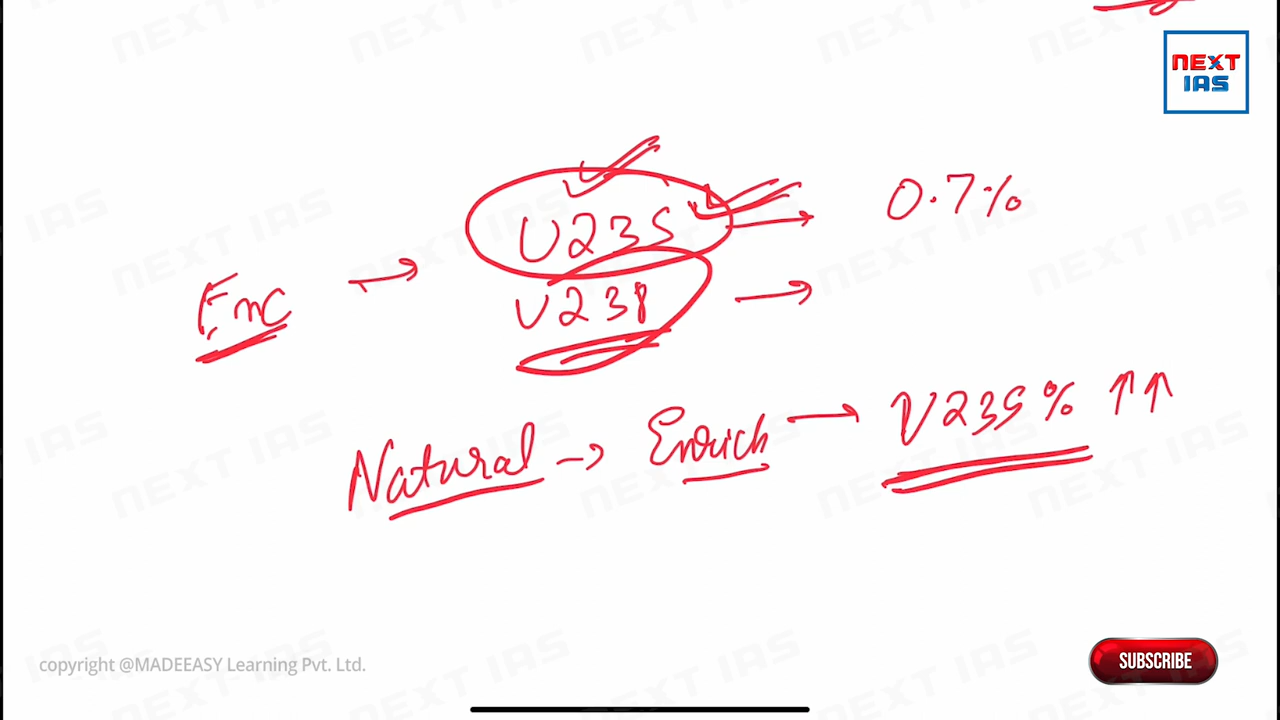 NEXT
IAS
U235 → 0.7%
Enc →
U238 →
Natural → Enrich → U235% ↑↑
copyright @MADEEASY Learning Pvt. Ltd.
SUBSCRIBE